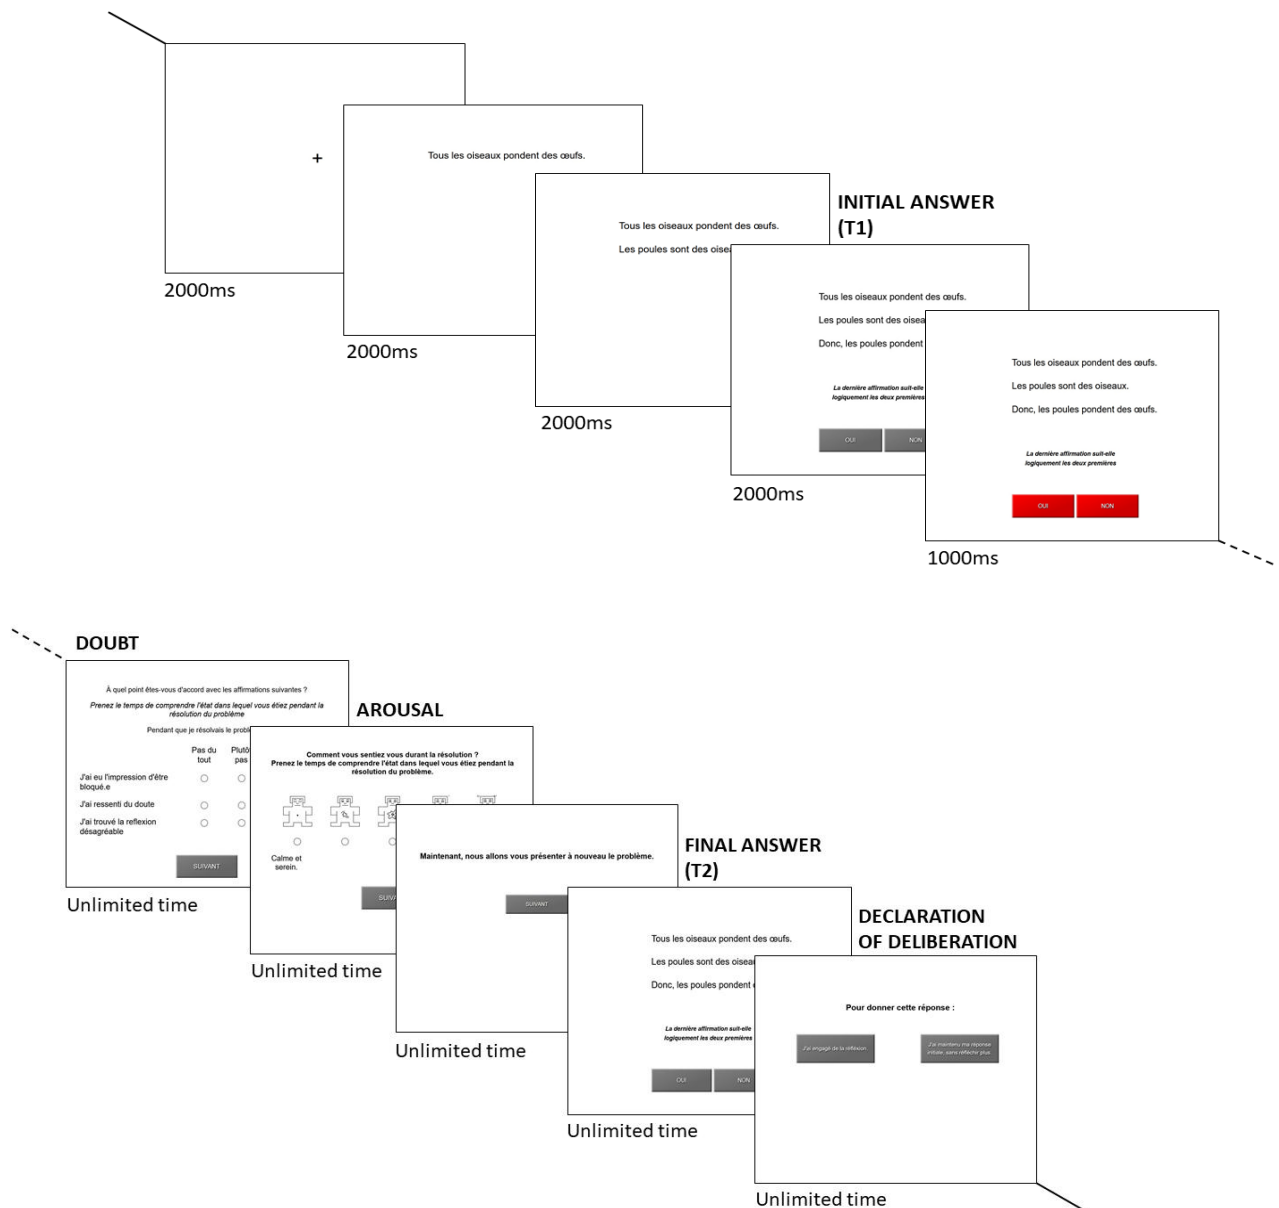 +
2000ms
Tous les oiseaux pondent des œufs.
2000ms
Tous les oiseaux pondent des œufs.
Les poules sont des oisea
2000ms
INITIAL ANSWER
(T1)
Tous les oiseaux pondent des œufs.
Les poules sont des oisea
Donc, les poules pondent
La dernière affirmation suit-elle
logiquement les deux premières
OUI NON
2000ms
Tous les oiseaux pondent des œufs.
Les poules sont des oiseaux.
Donc, les poules pondent des œufs.
La dernière affirmation suit-elle
logiquement les deux premières
OUI NON
1000ms
DOUBT
À quel point êtes-vous d'accord avec les affirmations suivantes ?
Prenez le temps de comprendre l'état dans lequel vous étiez pendant la
résolution du problème
Pendant que je résolvais le probl
Pas du
tout
Plutô
pas
J'ai eu l'impression d'être
bloqué.e
J'ai ressenti du doute
J'ai trouvé la reflexion
désagréable
SUIVANT
Unlimited time
AROUSAL
Comment vous sentiez vous durant la résolution ?
Prenez le temps de comprendre l'état dans lequel vous étiez pendant la
résolution du problème.
Calme et
serein.
SUIVA
Unlimited time
Maintenant, nous allons vous présenter à nouveau le problème.
SUIVANT
Unlimited time
FINAL ANSWER
(T2)
Tous les oiseaux pondent des œufs.
Les poules sont des oiseau
Donc, les poules pondent
La dernière affirmation suit-elle
logiquement les deux premières
OUI NON
Unlimited time
DECLARATION
OF DELIBERATION
Pour donner cette réponse :
J'ai engagé de la réflexion.
J'ai maintenu ma réponse
initiale, sans réfléchir plus.
Unlimited time